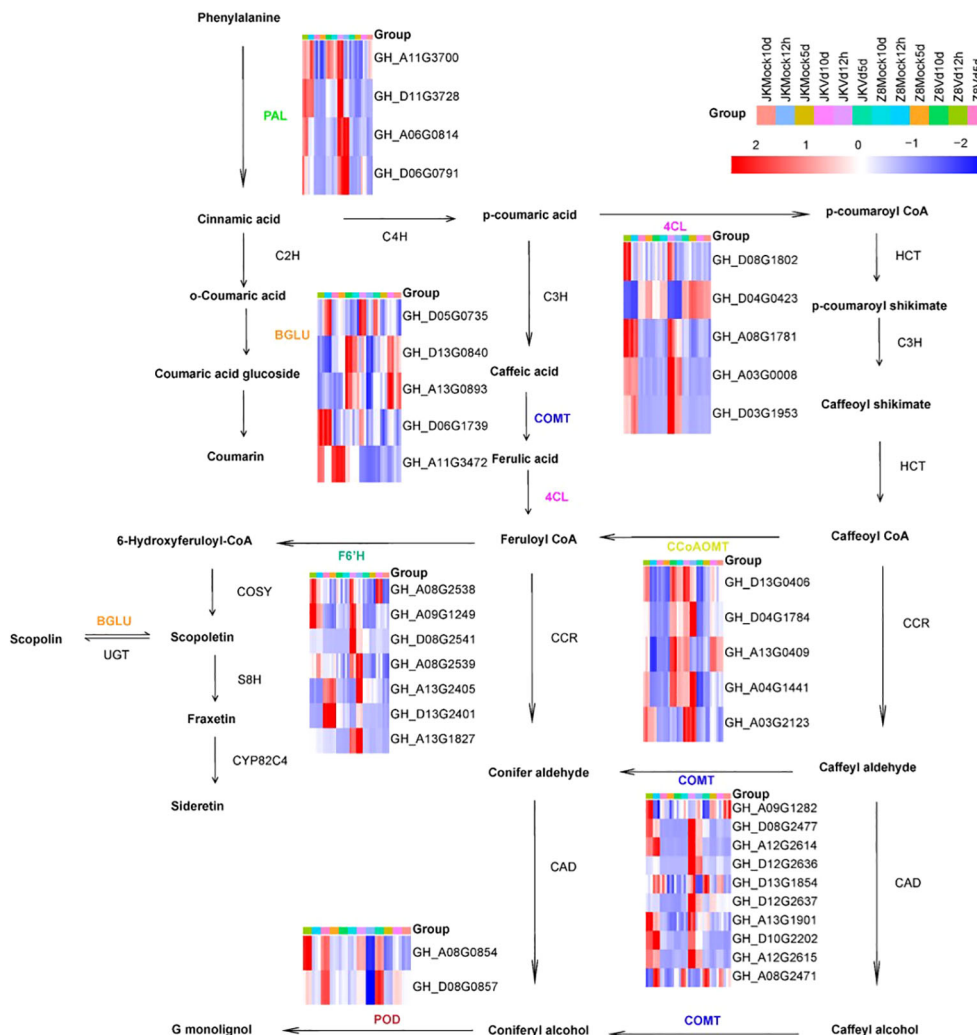 Phenylalanine
Group
GH_A11G3700
GH_D11G3728
PAL
GH_A06G0814
GH_D06G0791
JKMock10d
JKMock12h
JKMock5d
JKVd10d
JKVd12h
JKVd5d
Z8Mock10d
Z8Mock12h
Z8Mock5d
Z8Vd10d
Z8Vd12h
Z8Vd5d
Group
2 1 0 −1 −2
Cinnamic acid
C4H
p-coumaric acid
p-coumaroyl CoA
C2H
4CL
Group
GH_D08G1802
GH_D04G0423
GH_A08G1781
GH_A03G0008
GH_D03G1953
HCT
o-Coumaric acid
Group
BGLU
GH_D05G0735
GH_D13G0840
GH_A13G0893
GH_D06G1739
GH_A11G3472
C3H
p-coumaroyl shikimate
C3H
Coumaric acid glucoside
Caffeic acid
Caffeoyl shikimate
COMT
Coumarin
Ferulic acid
HCT
4CL
6-Hydroxyferuloyl-CoA
Feruloyl CoA
Caffeoyl CoA
F6'H
CCoAOMT
Group
GH_A08G2538
GH_A09G1249
GH_D08G2541
GH_A08G2539
GH_A13G2405
GH_D13G2401
GH_A13G1827
Group
GH_D13G0406
GH_D04G1784
GH_A13G0409
GH_A04G1441
GH_A03G2123
COSY
BGLU
Scopolin
Scopoletin
UGT
CCR
CCR
S8H
Fraxetin
CYP82C4
Sideretin
Conifer aldehyde
Caffeyl aldehyde
COMT
Group
GH_A09G1282
GH_D08G2477
GH_A12G2614
GH_D12G2636
GH_D13G1854
GH_D12G2637
GH_A13G1901
GH_D10G2202
GH_A12G2615
GH_A08G2471
CAD
CAD
Group
GH_A08G0854
GH_D08G0857
G monolignol
POD
Coniferyl alcohol
COMT
Caffeyl alcohol